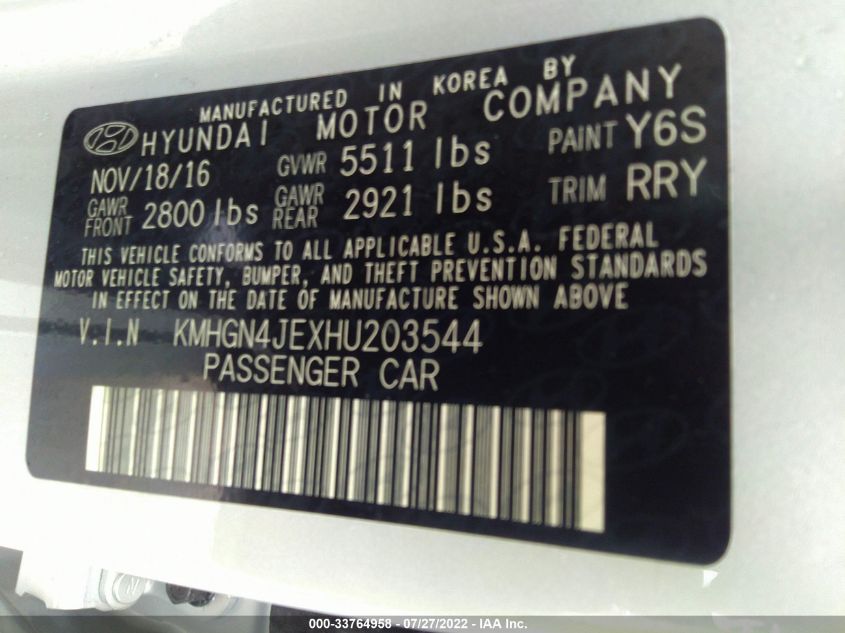 MANUFACTURED IN KOREA BY
HYUNDAI MOTOR COMPANY
NOV/18/16 GVWR 5511 lbs PAINT Y6S
GAWR FRONT 2800 lbs GAWR REAR 2921 lbs TRIM RRY
THIS VEHICLE CONFORMS TO ALL APPLICABLE U.S.A. FEDERAL
MOTOR VEHICLE SAFETY, BUMPER, AND THEFT PREVENTION STANDARDS
IN EFFECT ON THE DATE OF MANUFACTURE SHOWN ABOVE
V.I.N KMHGN4JEXHU203544
PASSENGER CAR
000-33764958 - 07/27/2022 - IAA Inc.